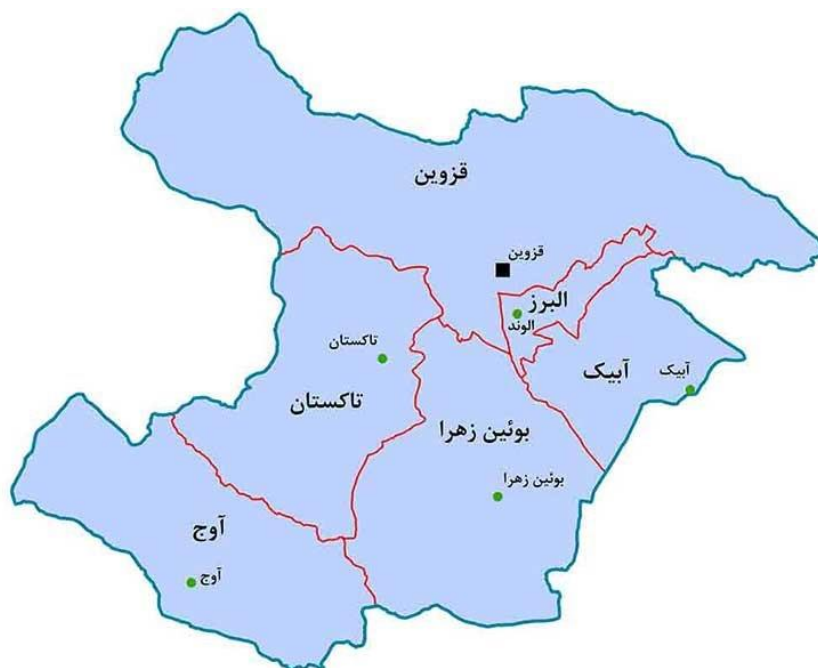 قزوین
قزوین
البرز
الوند
تاکستان
آبیک
آبیک
تاکستان
بوئین زهرا
بوئین زهرا
آوج
آوج